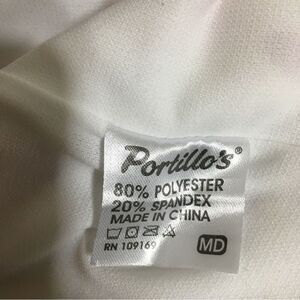 Portillo's®
80% POLYESTER
20% SPANDEX
MADE IN CHINA
RN 109169
MD